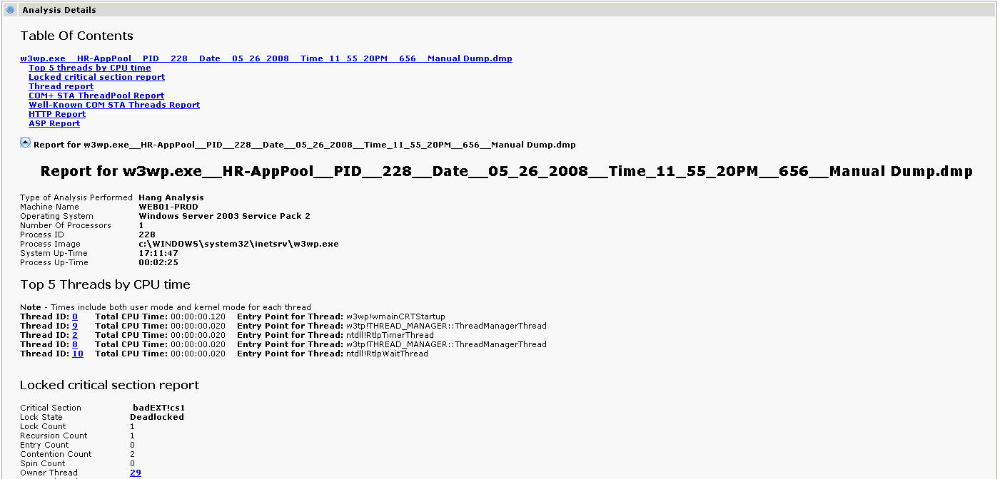 Analysis Details
Table Of Contents
w3wp.exe__HR-AppPool__PID__228__Date__05_26_2008__Time_11_55_20PM__656__Manual Dump.dmp
Top 5 threads by CPU time
Locked critical section report
Thread report
COM+ STA ThreadPool Report
Well-Known COM STA Threads Report
HTTP Report
ASP Report
Report for w3wp.exe__HR-AppPool__PID__228__Date__05_26_2008__Time_11_55_20PM__656__Manual Dump.dmp
Report for w3wp.exe__HR-AppPool__PID__228__Date__05_26_2008__Time_11_55_20PM__656__Manual Dump.dmp
Type of Analysis Performed Hang Analysis
Machine Name WEB01-PROD
Operating System Windows Server 2003 Service Pack 2
Number Of Processors 1
Process ID 228
Process Image c:\WINDOWS\system32\inetsrv\w3wp.exe
System Up-Time 17:11:47
Process Up-Time 00:02:25
Top 5 Threads by CPU time
Note - Times include both user mode and kernel mode for each thread
Thread ID: 0 Total CPU Time: 00:00:00.120 Entry Point for Thread: w3wp!wmainCRTStartup
Thread ID: 9 Total CPU Time: 00:00:00.020 Entry Point for Thread: w3tp!THREAD_MANAGER::ThreadManagerThread
Thread ID: 2 Total CPU Time: 00:00:00.020 Entry Point for Thread: ntdll!RtlpTimerThread
Thread ID: 8 Total CPU Time: 00:00:00.020 Entry Point for Thread: w3tp!THREAD_MANAGER::ThreadManagerThread
Thread ID: 10 Total CPU Time: 00:00:00.020 Entry Point for Thread: ntdll!RtlpWaitThread
Locked critical section report
Critical Section badEXT!cs1
Lock State Deadlocked
Lock Count 1
Recursion Count 1
Entry Count 0
Contention Count 2
Spin Count 0
Owner Thread 29